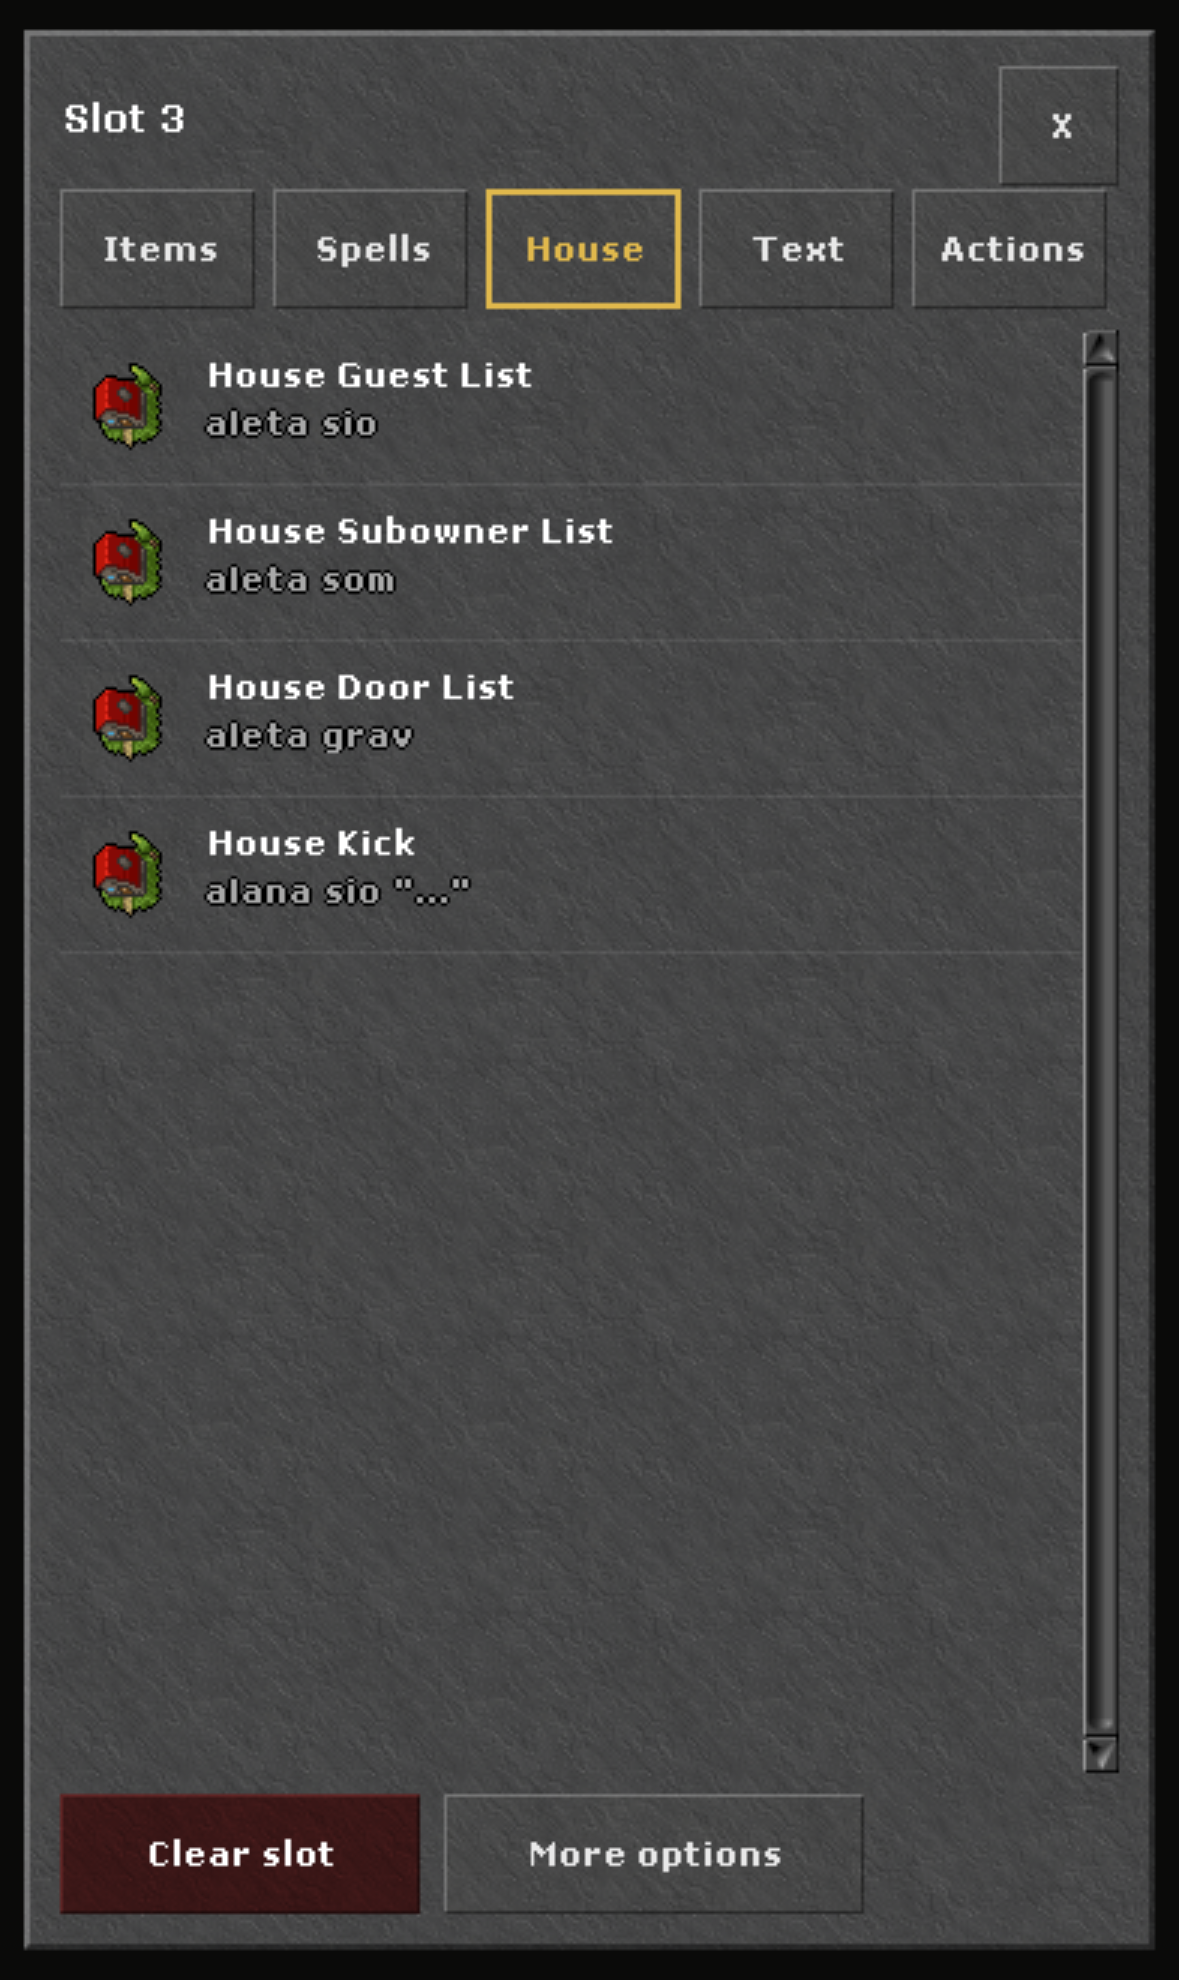 Slot 3
x
Items
Spells
House
Text
Actions
House Guest List
aleta sio
House Subowner List
aleta som
House Door List
aleta grav
House Kick
alana sio "..."
Clear slot
More options